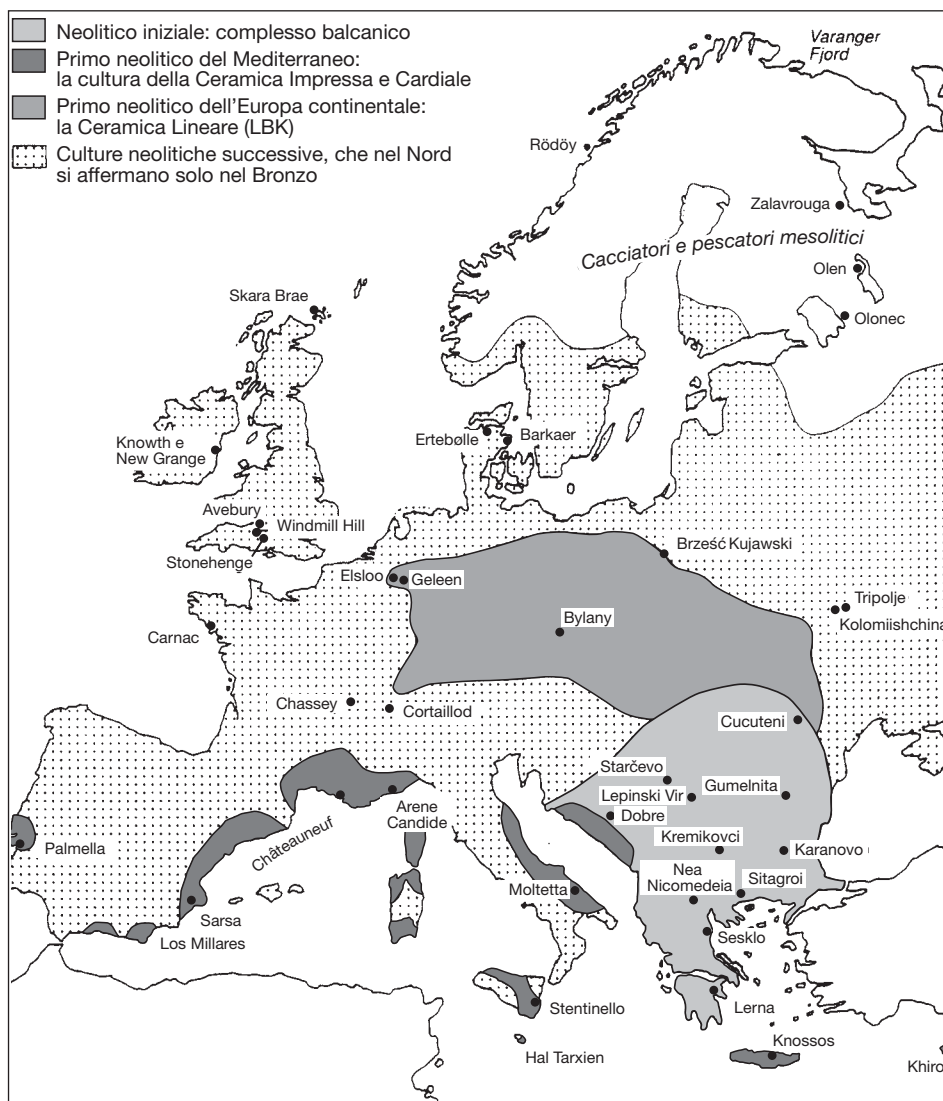 Neolitico iniziale: complesso balcanico
Primo neolitico del Mediterraneo:
la cultura della Ceramica Impressa e Cardiale
Primo neolitico dell'Europa continentale:
la Ceramica Lineare (LBK)
Culture neolitiche successive, che nel Nord
si affermano solo nel Bronzo
Varanger
Fjord
Rödöy
Zalavrouga
Cacciatori e pescatori mesolitici
Olen
Skara Brae
Olonec
Ertebølle
Barkaer
Knowth e
New Grange
Avebury
Windmill Hill
Stonehenge
Brześć Kujawski
Elsloo
Geleen
Tripolje
Kolomiishchina
Bylany
Carnac
Chassey
Cortaillod
Cucuteni
Starčevo
Lepinski Vir
Gumelnita
Dobre
Arene
Candide
Châteauneuf
Kremikovci
Karanovo
Palmella
Nea
Nicomedeia
Sitagroi
Moltetta
Sarsa
Los Millares
Sesklo
Stentinello
Lerna
Hal Tarxien
Knossos
Khiro